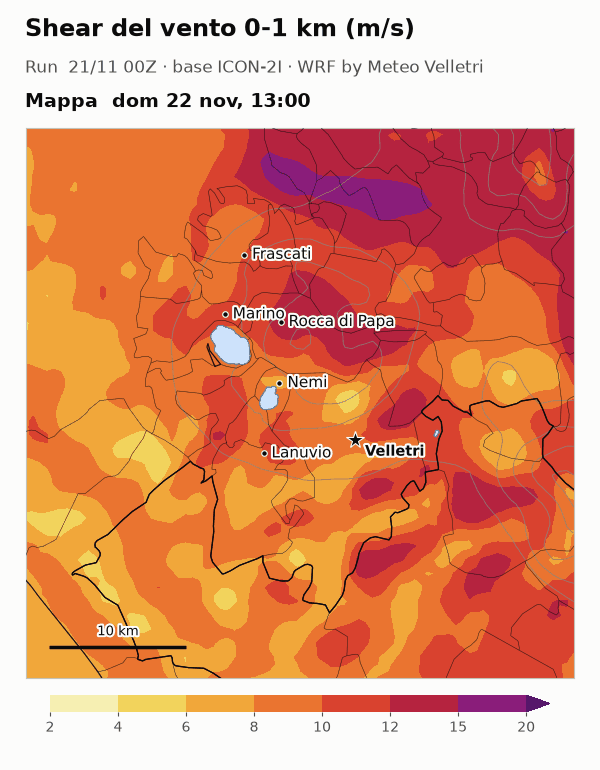 Shear del vento 0-1 km (m/s)
Run  21/11 00Z · base ICON-2I · WRF by Meteo Velletri
Mappa  dom 22 nov, 13:00
Frascati
Marino
Rocca di Papa
Nemi
Velletri
Lanuvio
10 km
2 4 6 8 10 12 15 20